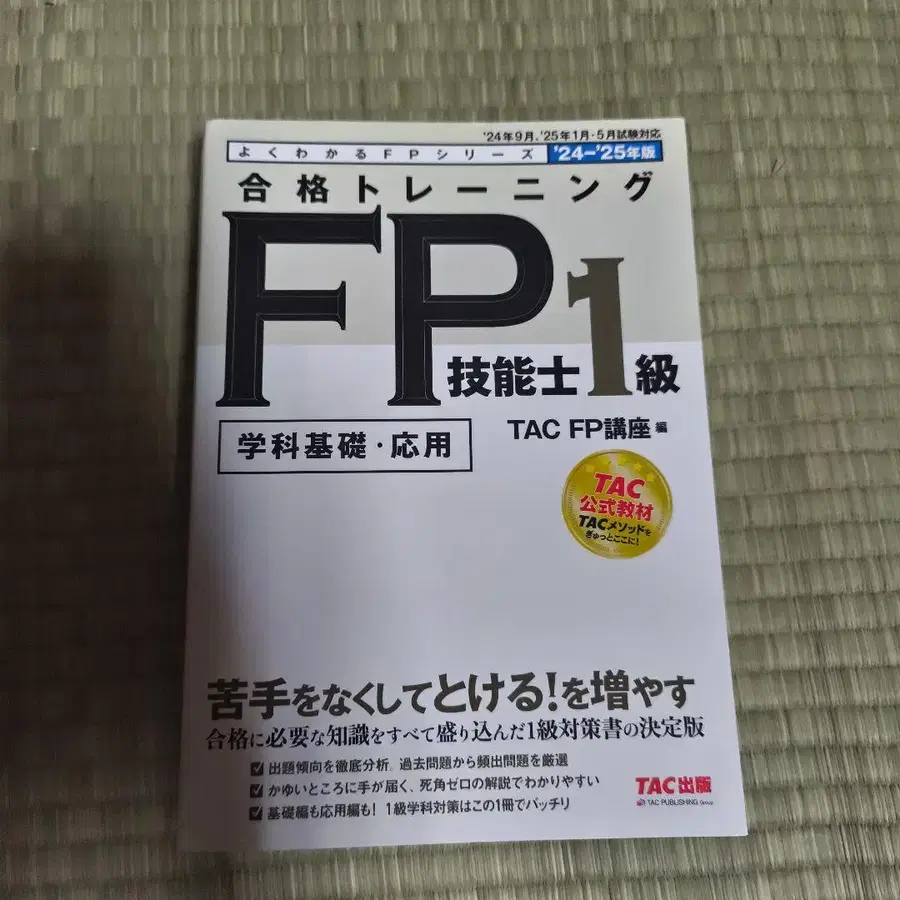 '24年9月、'25年1月・5月試験対応
よくわかるFPシリーズ '24-'25年版
合格トレーニング
FP技能士1級
学科基礎・応用
TAC FP講座 編
TAC
公式教材
TACメソッドを
ぎゅっとここに!
苦手をなくしてとける!を増やす
合格に必要な知識をすべて盛り込んだ1級対策書の決定版
出題傾向を徹底分析。過去問題から頻出問題を厳選
かゆいところに手が届く、死角ゼロの解説でわかりやすい
基礎編も応用編も! 1級学科対策はこの1冊でバッチリ
TAC出版
TAC PUBLISHING Group